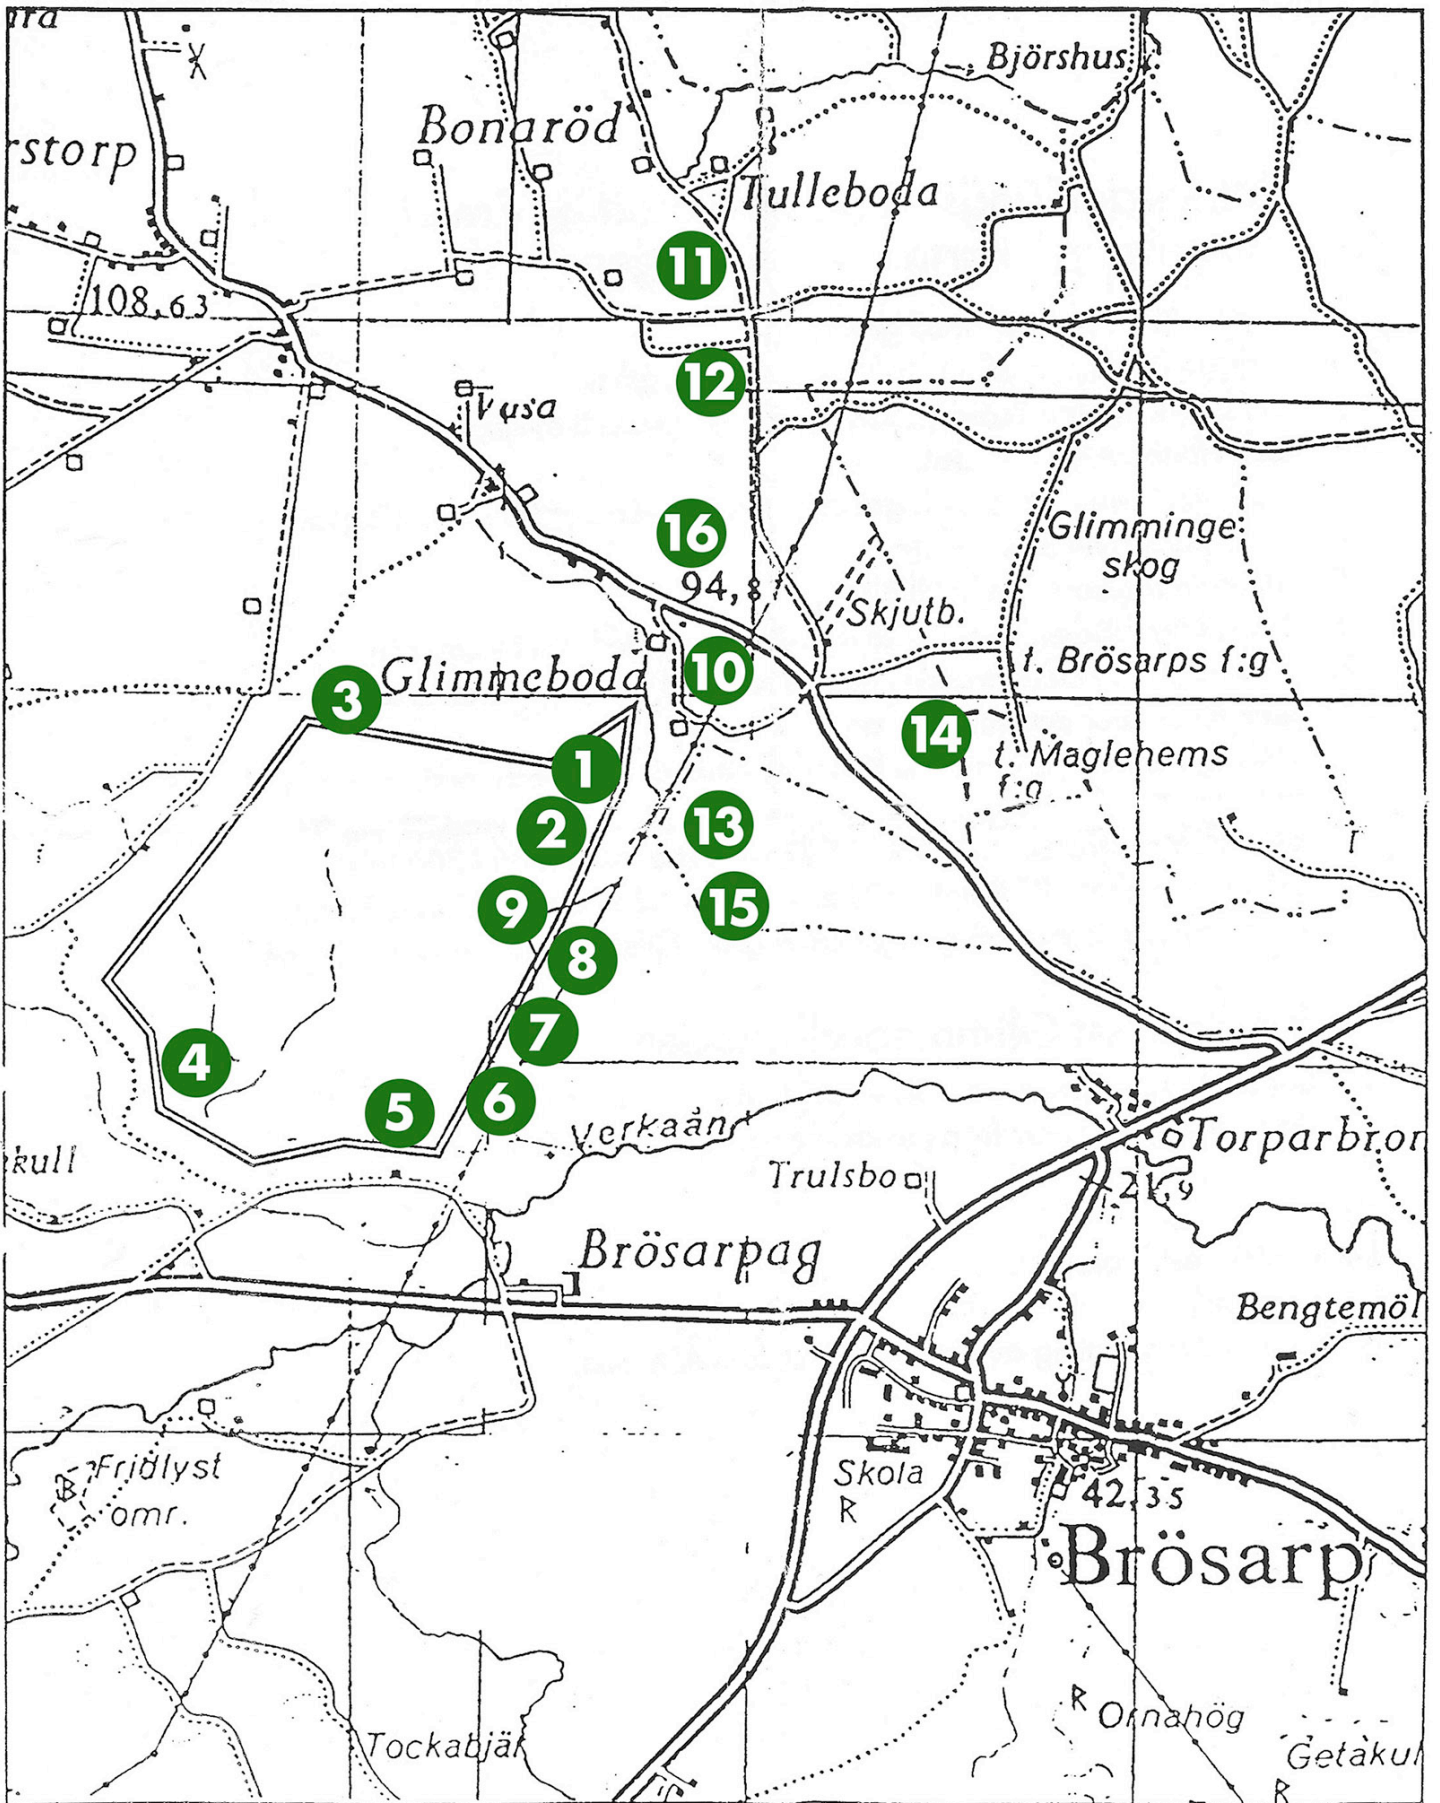 Björshus
Bonaröd
rstorp
Tulleboda
11
108,63
12
Vasa
16
Glimminge
skog
94,8
Skjutb.
10
t. Brösarps f:g
Glimmeboda
3
14
t. Maglehems
f:g
1
2
13
9
15
8
7
4
6
5
Verkaån
kull
Torparbron
Trulsbo
21,9
Brösarpag
Bengtemöl
Fridlyst
omr.
B
Skola
R
42,35
Brösarp
R
Ornahög
Tockabjär
Getakul
R